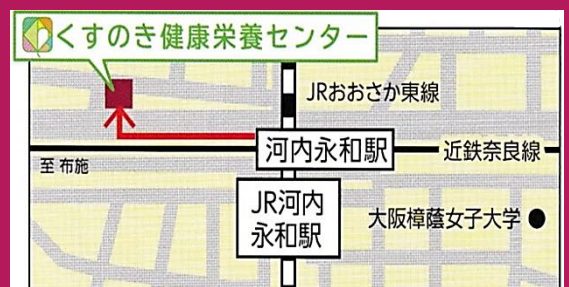 くすのき健康栄養センター
JRおおさか東線
河内永和駅
近鉄奈良線
至 布施
JR河内
永和駅
大阪樟蔭女子大学